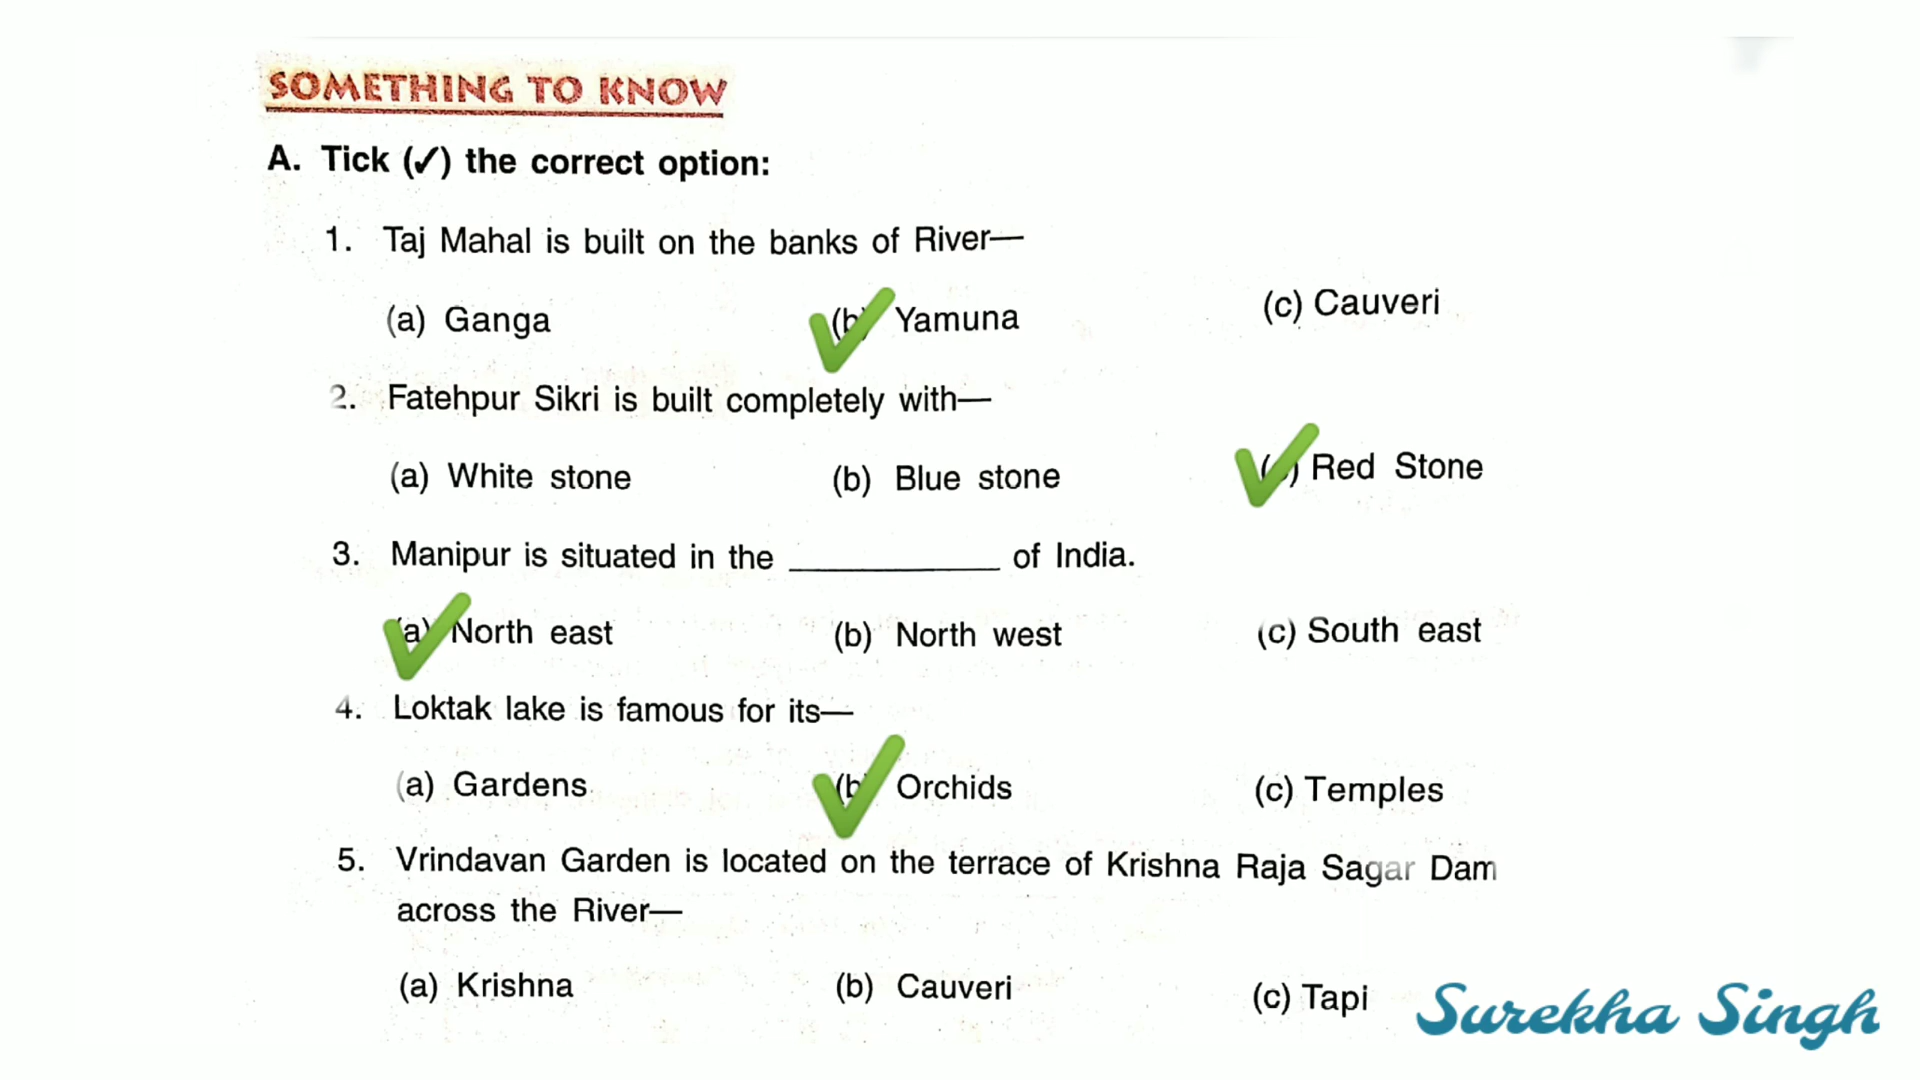 SOMETHING TO KNOW
A. Tick (✓) the correct option:
1. Taj Mahal is built on the banks of River—
(a) Ganga (b) Yamuna (c) Cauveri
2. Fatehpur Sikri is built completely with—
(a) White stone (b) Blue stone (c) Red Stone
3. Manipur is situated in the ____________ of India.
(a) North east (b) North west (c) South east
4. Loktak lake is famous for its—
(a) Gardens (b) Orchids (c) Temples
5. Vrindavan Garden is located on the terrace of Krishna Raja Sagar Dam
across the River—
(a) Krishna (b) Cauveri (c) Tapi
Surekha Singh